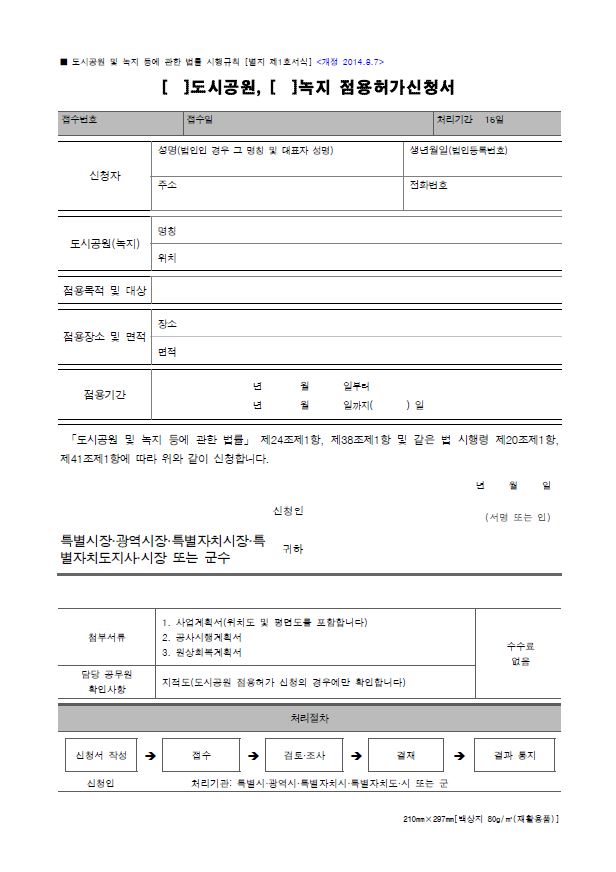 ■ 도시공원 및 녹지 등에 관한 법률 시행규칙 [별지 제1호서식] <개정 2014.8.7>
[ ]도시공원, [ ]녹지 점용허가신청서
접수번호 접수일 처리기간 15일
신청자
성명(법인인 경우 그 명칭 및 대표자 성명) 생년월일(법인등록번호)
주소 전화번호
도시공원(녹지)
명칭
위치
점용목적 및 대상
점용장소 및 면적
장소
면적
점용기간
년 월 일부터
년 월 일까지( ) 일
「도시공원 및 녹지 등에 관한 법률」 제24조제1항, 제38조제1항 및 같은 법 시행령 제20조제1항,
제41조제1항에 따라 위와 같이 신청합니다.
년 월 일
신청인 (서명 또는 인)
특별시장·광역시장·특별자치시장·특
별자치도지사·시장 또는 군수 귀하
첨부서류
1. 사업계획서(위치도 및 평면도를 포함합니다)
2. 공사시행계획서
3. 원상회복계획서
수수료
없음
담당 공무원
확인사항
지적도(도시공원 점용허가 신청의 경우에만 확인합니다)
처리절차
신청서 작성 ➔ 접수 ➔ 검토·조사 ➔ 결재 ➔ 결과 통지
신청인 처리기관: 특별시·광역시·특별자치시·특별자치도·시 또는 군
210㎜×297㎜[백상지 80g/㎡(재활용품)]